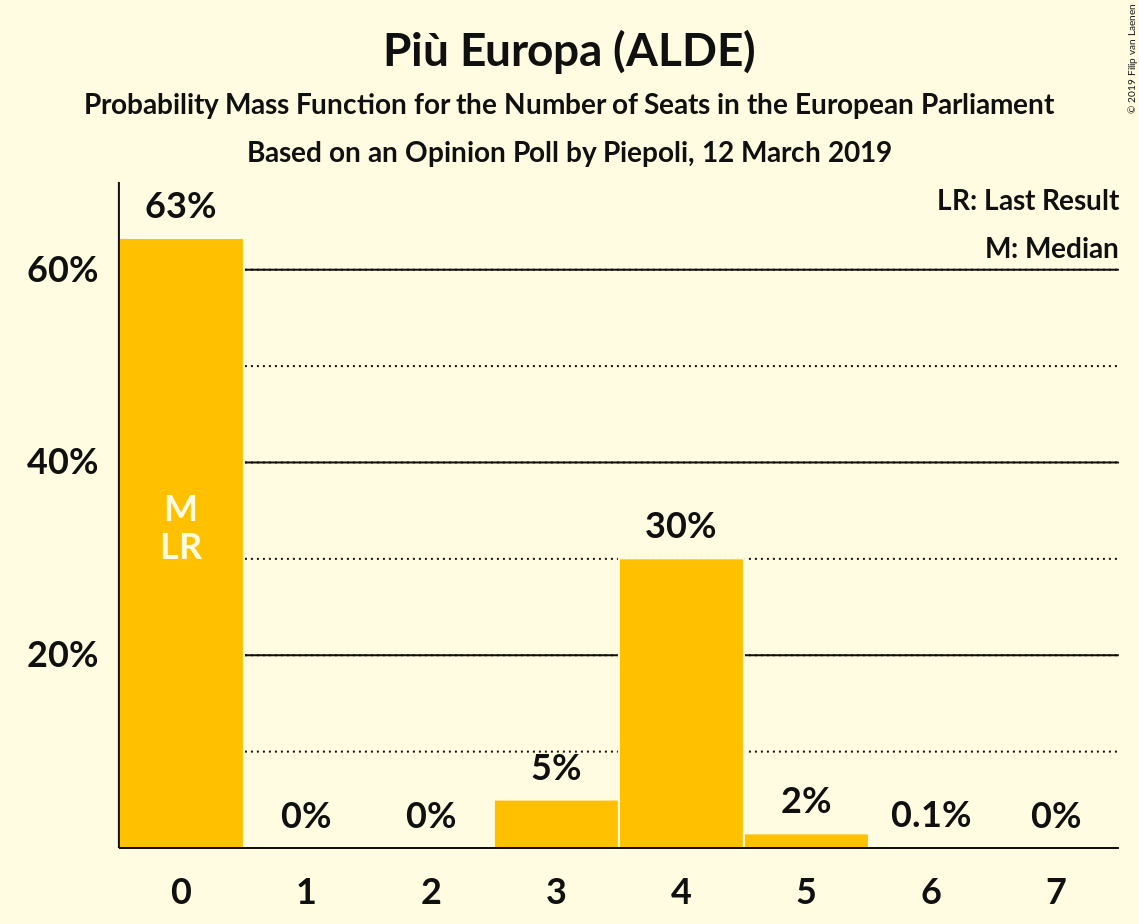 Più Europa (ALDE)
Probability Mass Function for the Number of Seats in the European Parliament
Based on an Opinion Poll by Piepoli, 12 March 2019
© 2019 Filip van Laenen
LR: Last Result
M: Median
63%
60%
40%
20%
M
LR
0%
0%
5%
30%
2%
0.1%
0%
0
1
2
3
4
5
6
7